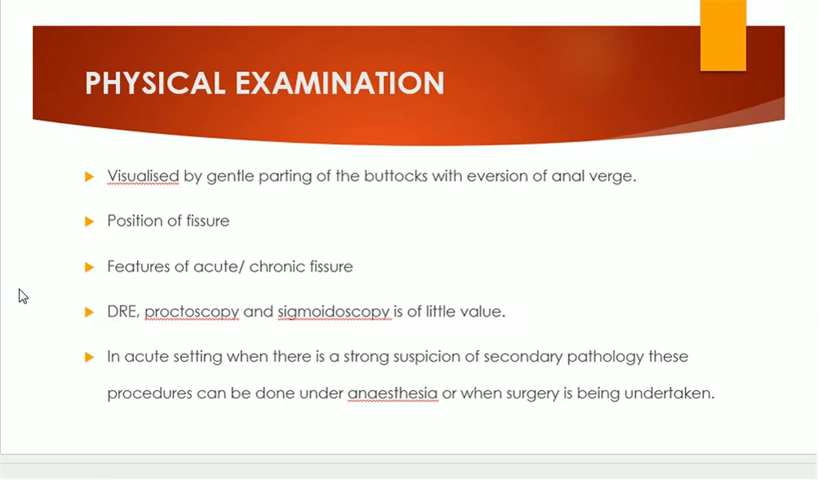 PHYSICAL EXAMINATION
Visualised by gentle parting of the buttocks with eversion of anal verge.
Position of fissure
Features of acute/ chronic fissure
DRE, proctoscopy and sigmoidoscopy is of little value.
In acute setting when there is a strong suspicion of secondary pathology these
procedures can be done under anaesthesia or when surgery is being undertaken.